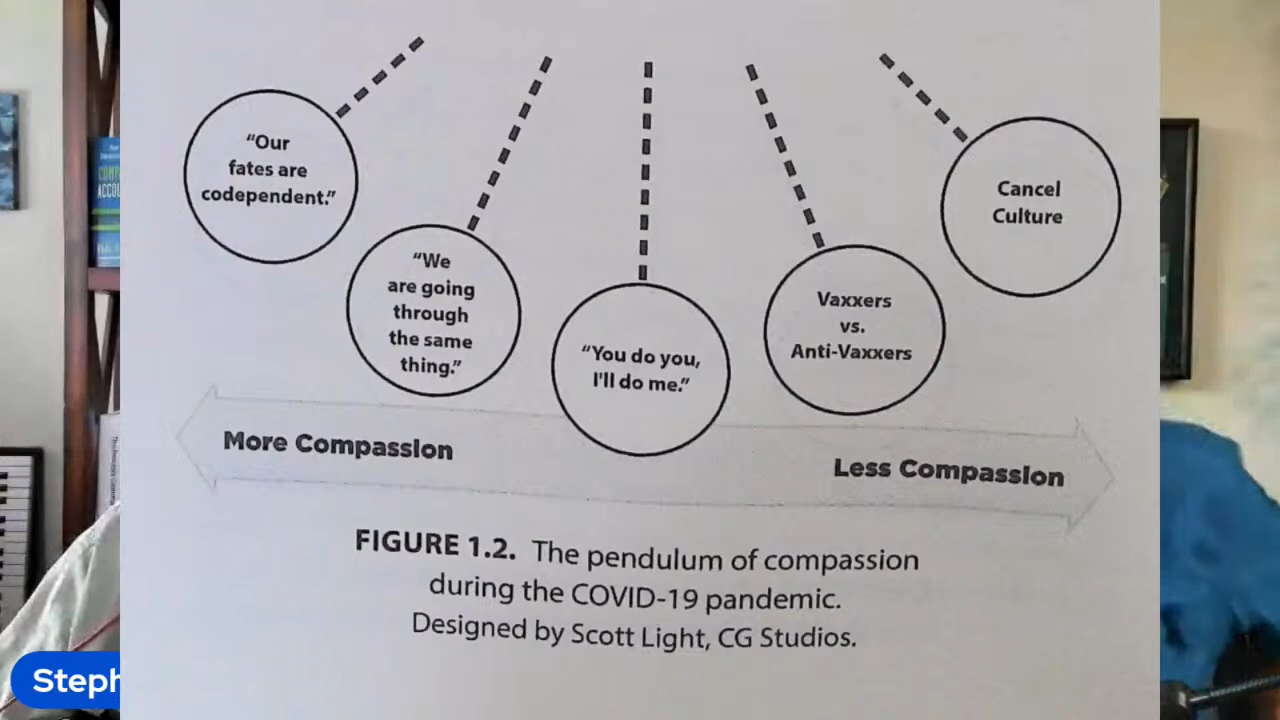 “Our
fates are
codependent.”
“We
are going
through
the same
thing.”
“You do you,
I'll do me.”
Vaxxers
vs.
Anti-Vaxxers
Cancel
Culture
More Compassion
Less Compassion
FIGURE 1.2. The pendulum of compassion
during the COVID-19 pandemic.
Designed by Scott Light, CG Studios.
Steph